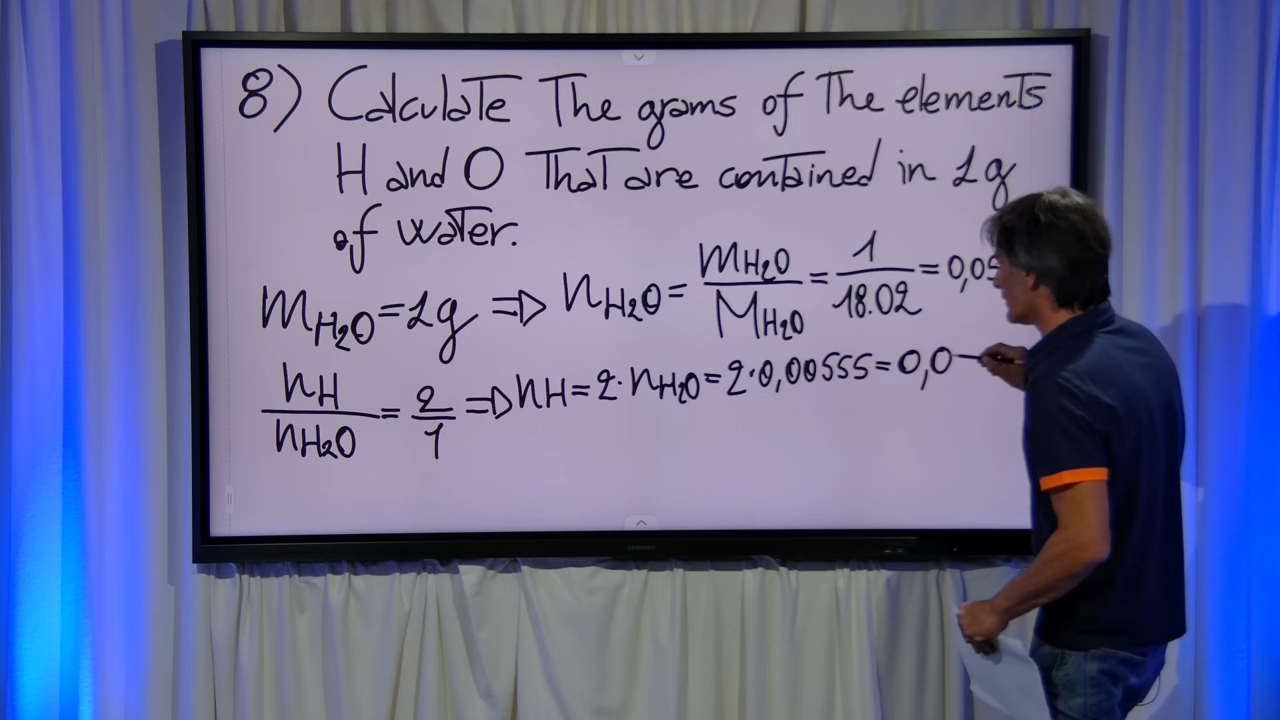 8) Calculate The grams of The elements
H and O That are contained in 1g
of water.
mH₂O=1g ⇒ nH₂O= mH₂O/MH₂O = 1/18.02 = 0,05
nH/nH₂O = 2/1 ⇒ nH=2·nH₂O=2·0,00555=0,0
SAMSUNG